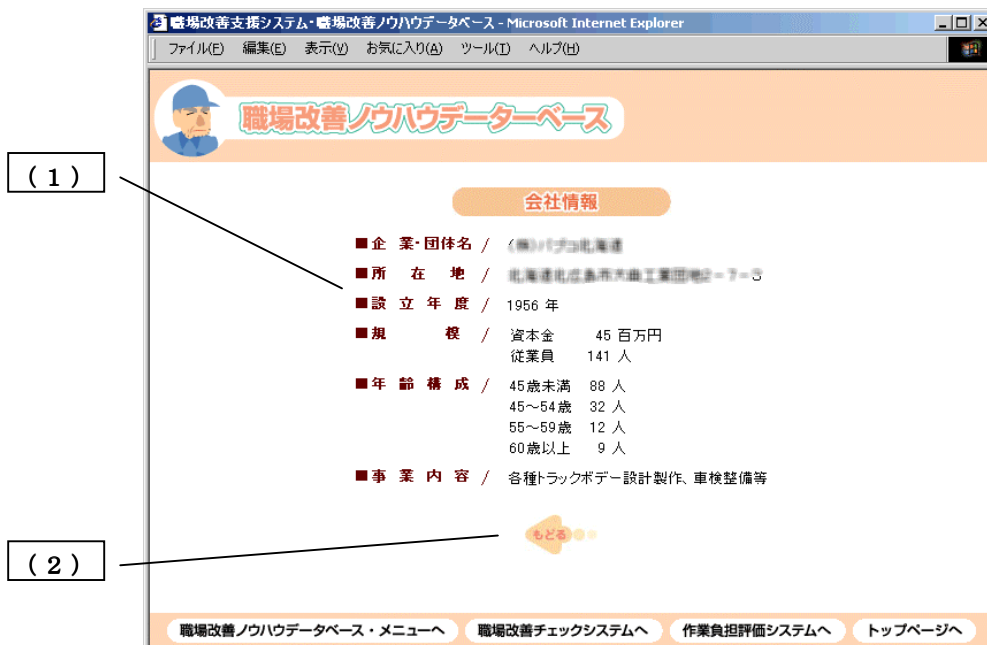 職場改善支援システム・職場改善ノウハウデータベース - Microsoft Internet Explorer
ファイル(F) 編集(E) 表示(V) お気に入り(A) ツール(T) ヘルプ(H)
職場改善ノウハウデーターベース
(1)
会社情報
■企業・団体名 /
■所在地 /
■設立年度 / 1956 年
■規模 / 資本金 45 百万円
従業員 141 人
■年齢構成 / 45歳未満 88 人
45～54歳 32 人
55～59歳 12 人
60歳以上 9 人
■事業内容 / 各種トラックボデー設計製作、車検整備等
もどる
(2)
職場改善ノウハウデータベース・メニューへ 職場改善チェックシステムへ 作業負担評価システムへ トップページへ